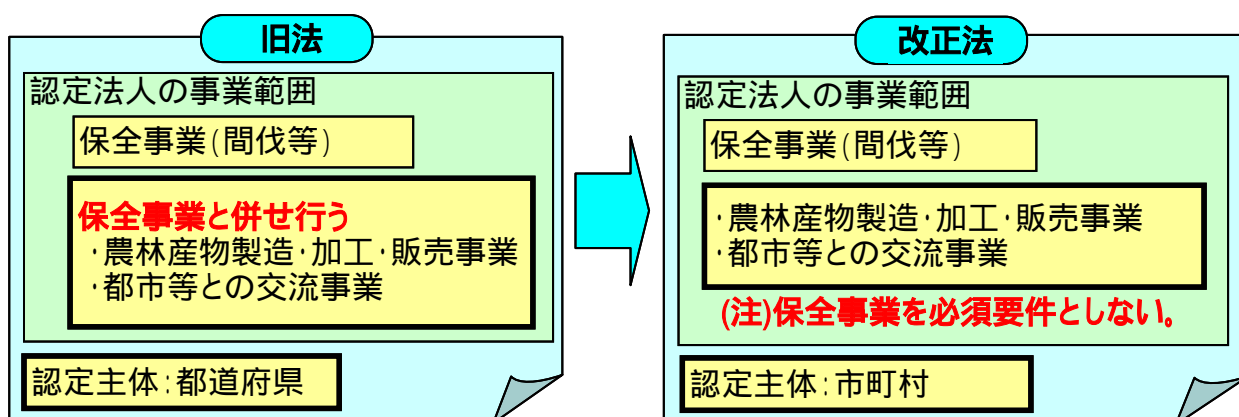 旧法
認定法人の事業範囲
保全事業(間伐等)
保全事業と併せ行う
・農林産物製造・加工・販売事業
・都市等との交流事業
認定主体:都道府県
改正法
認定法人の事業範囲
保全事業(間伐等)
・農林産物製造・加工・販売事業
・都市等との交流事業
(注)保全事業を必須要件としない。
認定主体:市町村